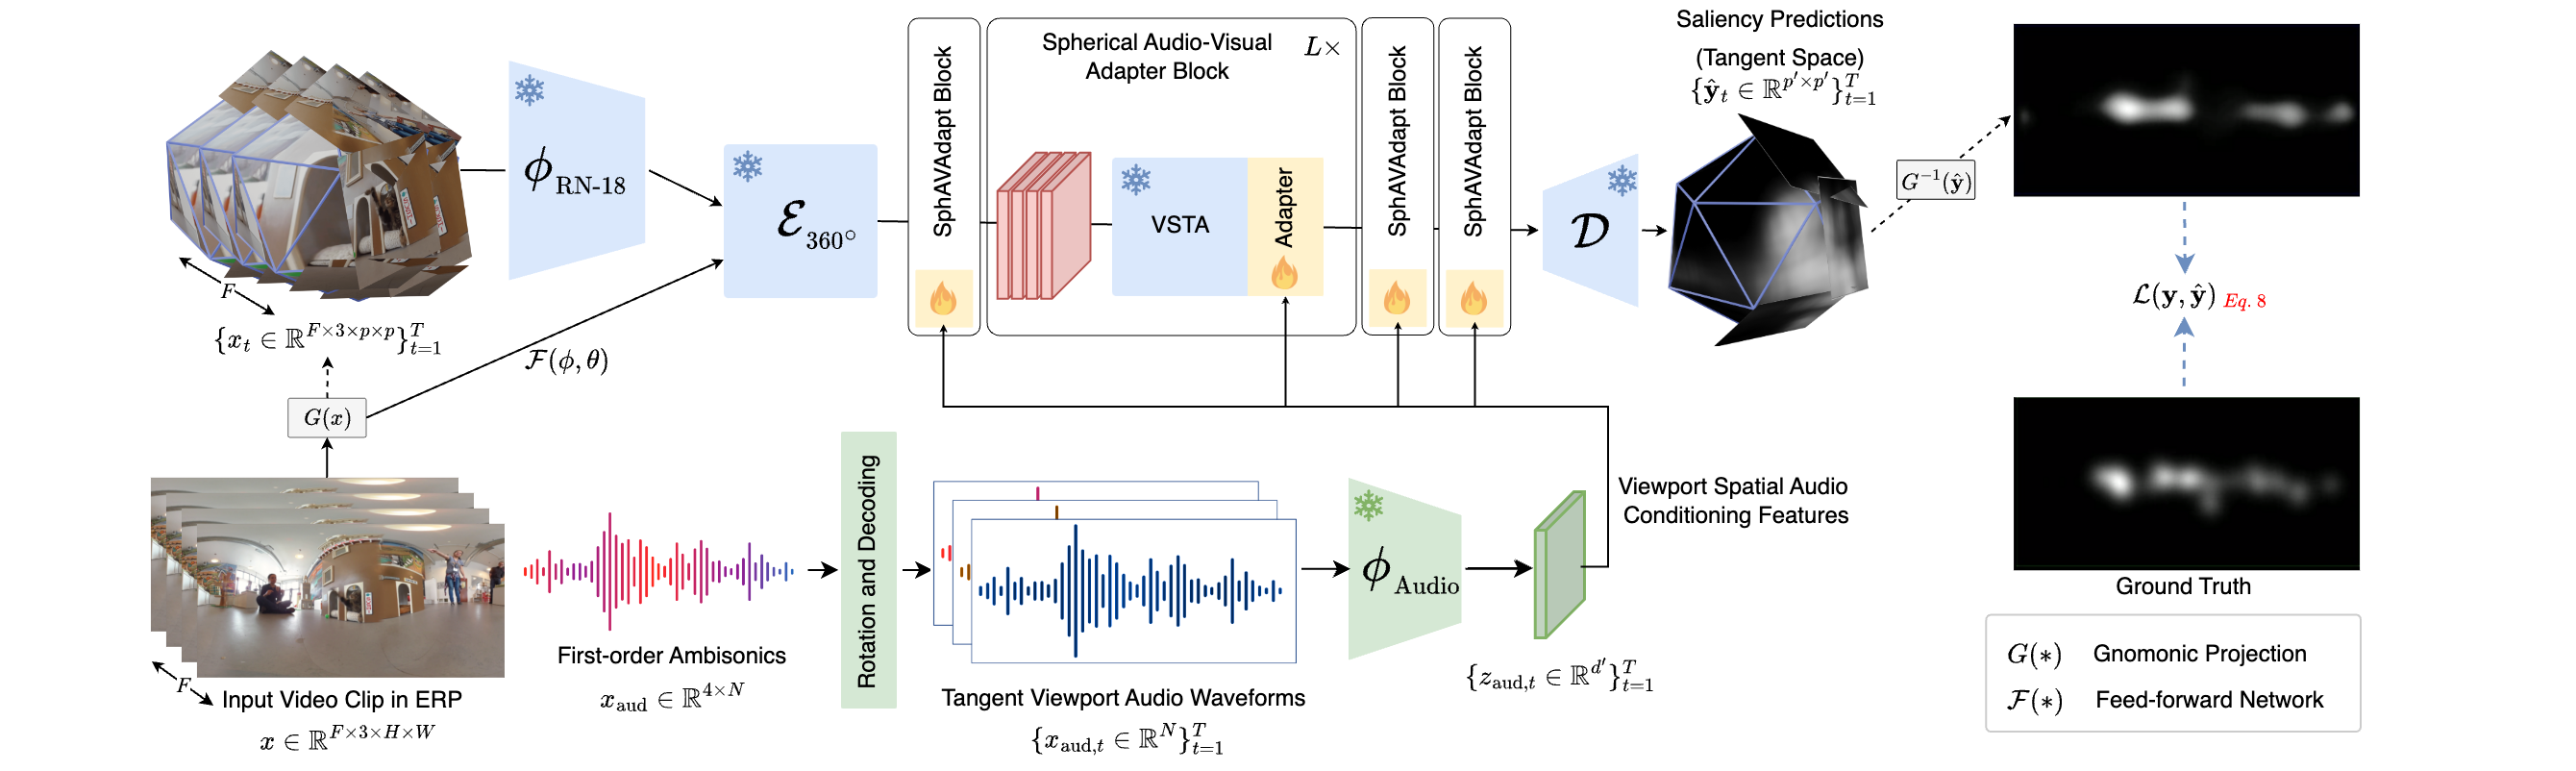 Saliency Predictions
(Tangent Space)
$\{\hat{\mathbf{y}}_t \in \mathbb{R}^{p' \times p'}\}_{t=1}^{T}$
Spherical Audio-Visual
Adapter Block
$L\times$
SphAVAdapt Block
SphAVAdapt Block
SphAVAdapt Block
$\phi_{\text{RN-18}}$
$\mathcal{E}_{360^\circ}$
VSTA
Adapter
$\mathcal{D}$
$G^{-1}(\hat{\mathbf{y}})$
$F$
$\{x_t \in \mathbb{R}^{F \times 3 \times p \times p}\}_{t=1}^{T}$
$\mathcal{F}(\phi, \theta)$
$\mathcal{L}(\mathbf{y}, \hat{\mathbf{y}})$ Eq. 8
$G(x)$
Rotation and Decoding
$\phi_{\text{Audio}}$
Viewport Spatial Audio
Conditioning Features
Ground Truth
$F$
Input Video Clip in ERP
$x \in \mathbb{R}^{F \times 3 \times H \times W}$
First-order Ambisonics
$x_{\text{aud}} \in \mathbb{R}^{4 \times N}$
Tangent Viewport Audio Waveforms
$\{x_{\text{aud},t} \in \mathbb{R}^{N}\}_{t=1}^{T}$
$\{z_{\text{aud},t} \in \mathbb{R}^{d'}\}_{t=1}^{T}$
$G(*)$ Gnomonic Projection
$\mathcal{F}(*)$ Feed-forward Network